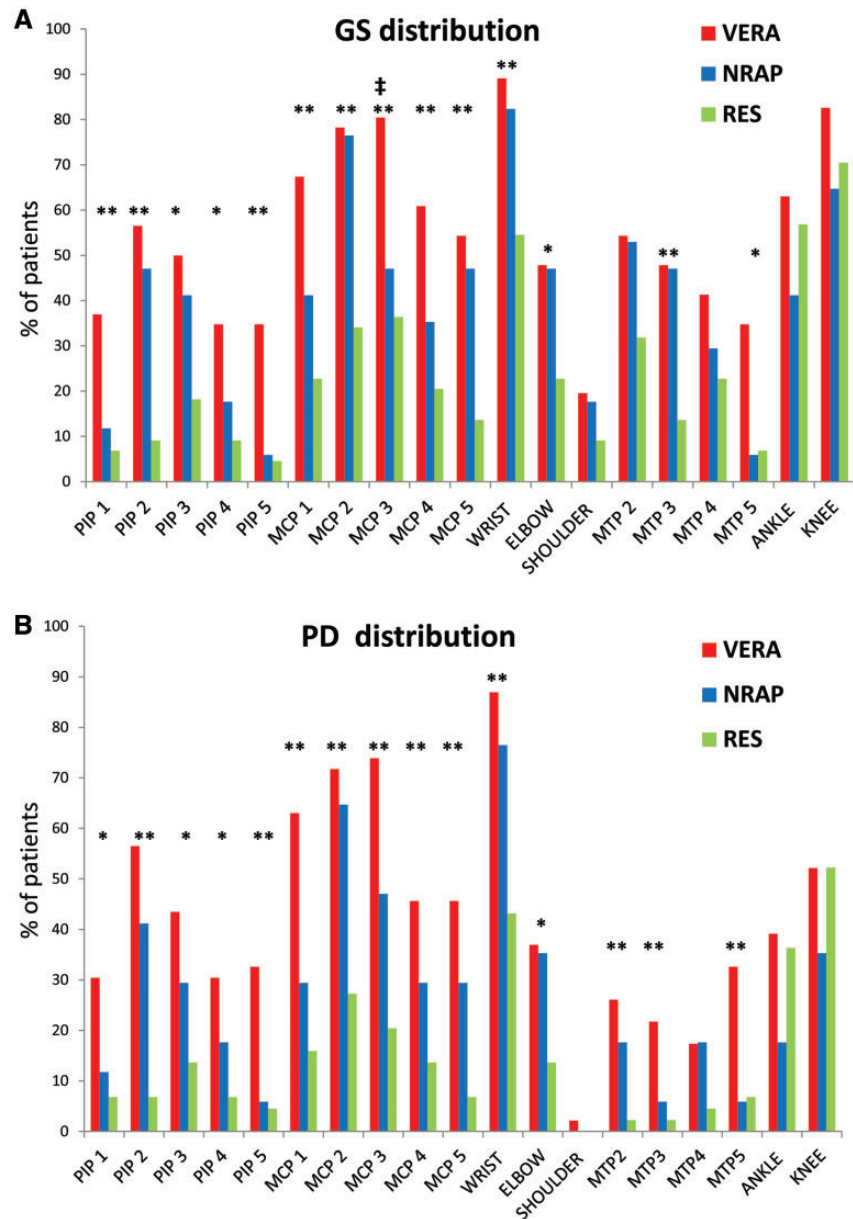 A
GS distribution
VERA
NRAP
RES
% of patients
100
90
80
70
60
50
40
30
20
10
0
** ** * * ** ** ** ‡ ** ** ** ** * ** *
PIP 1 PIP 2 PIP 3 PIP 4 PIP 5 MCP 1 MCP 2 MCP 3 MCP 4 MCP 5 WRIST ELBOW SHOULDER MTP 2 MTP 3 MTP 4 MTP 5 ANKLE KNEE
B
PD distribution
VERA
NRAP
RES
% of patients
100
90
80
70
60
50
40
30
20
10
0
* ** * * ** ** ** ** ** ** ** * ** ** **
PIP 1 PIP 2 PIP 3 PIP 4 PIP 5 MCP 1 MCP 2 MCP 3 MCP 4 MCP 5 WRIST ELBOW SHOULDER MTP2 MTP3 MTP4 MTP5 ANKLE KNEE